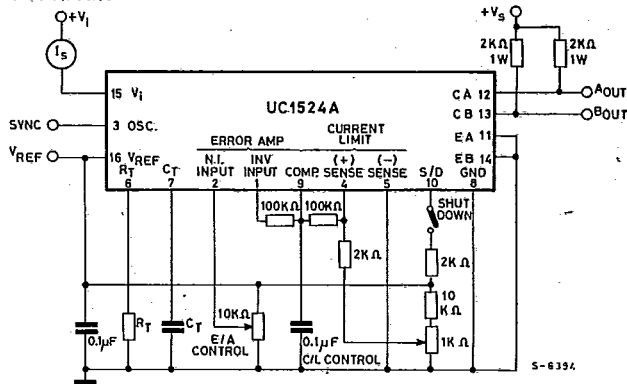 +Vi
Is
+Vs
2KΩ
1W
2KΩ
1W
15 Vi
UC1524A
CA 12
AOUT
CB 13
BOUT
SYNC
3 OSC.
EA 11
VREF
16 VREF
EB 14
ERROR AMP
CURRENT
LIMIT
RT
CT
N.I.
INPUT
INV
INPUT
COMP.
(+)
SENSE
(-)
SENSE
S/D
GND
6
7
2
1
9
4
5
10
8
100KΩ
100KΩ
SHUT
DOWN
2KΩ
2KΩ
10
KΩ
0.1µF
RT
CT
10KΩ
E/A
CONTROL
0.1µF
C/L CONTROL
1KΩ
S-6394